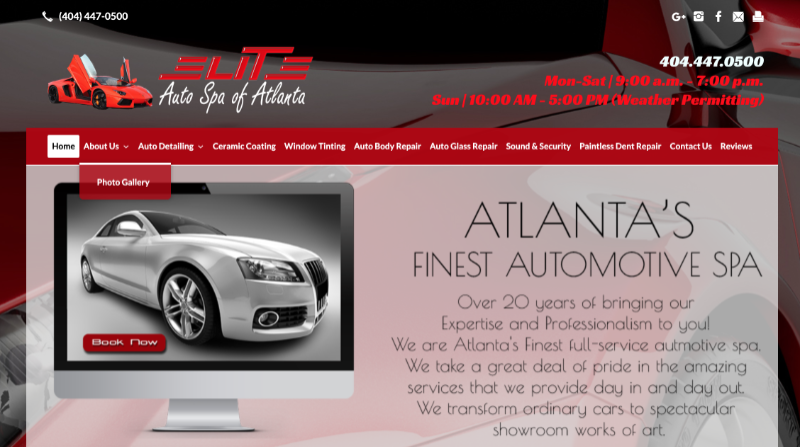 (404) 447-0500
ELITE
Auto Spa of Atlanta
404.447.0500
Mon-Sat | 9:00 a.m. - 7:00 p.m.
Sun | 10:00 AM - 5:00 PM (Weather Permitting)
Home About Us Auto Detailing Ceramic Coating Window Tinting Auto Body Repair Auto Glass Repair Sound & Security Paintless Dent Repair Contact Us Reviews
Photo Gallery
Book Now
ATLANTA'S
FINEST AUTOMOTIVE SPA
Over 20 years of bringing our
Expertise and Professionalism to you!
We are Atlanta's Finest full-service autmotive spa.
We take a great deal of pride in the amazing
services that we provide day in and day out.
We transform ordinary cars to spectacular
showroom works of art.